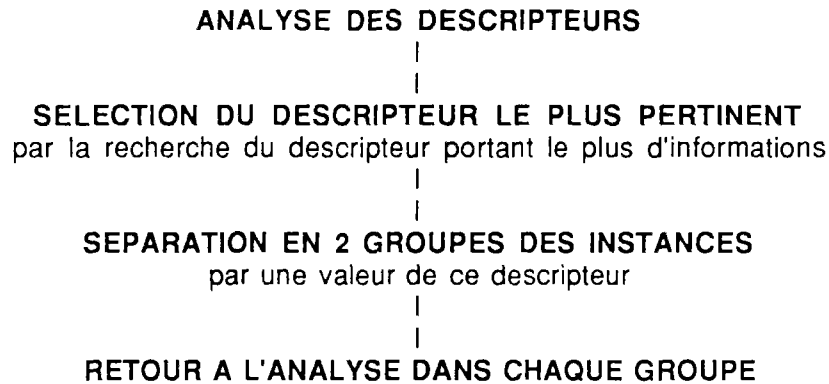 ANALYSE DES DESCRIPTEURS
SELECTION DU DESCRIPTEUR LE PLUS PERTINENT
par la recherche du descripteur portant le plus d'informations
SEPARATION EN 2 GROUPES DES INSTANCES
par une valeur de ce descripteur
RETOUR A L'ANALYSE DANS CHAQUE GROUPE